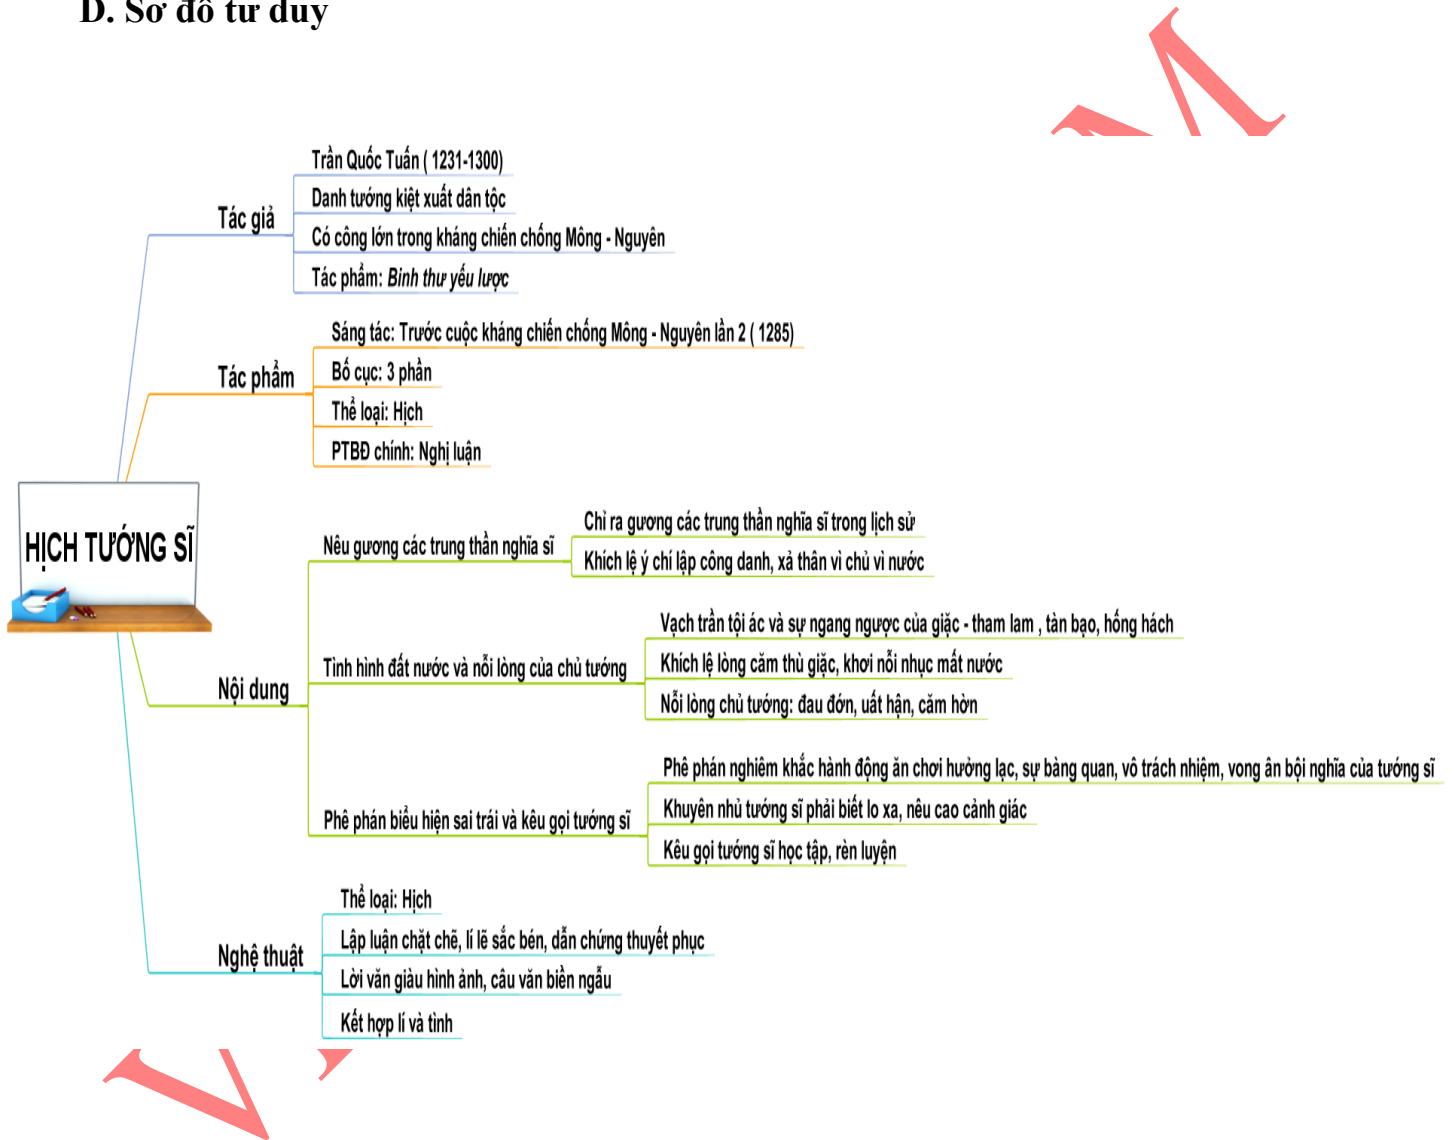 D. Sơ đồ tư duy
Trần Quốc Tuấn ( 1231-1300)
Danh tướng kiệt xuất dân tộc
Tác giả
Có công lớn trong kháng chiến chống Mông - Nguyên
Tác phẩm: Binh thư yếu lược
Sáng tác: Trước cuộc kháng chiến chống Mông - Nguyên lần 2 ( 1285)
Bố cục: 3 phần
Tác phẩm
Thể loại: Hịch
PTBĐ chính: Nghị luận
HỊCH TƯỚNG SĨ
Chỉ ra gương các trung thần nghĩa sĩ trong lịch sử
Nêu gương các trung thần nghĩa sĩ
Khích lệ ý chí lập công danh, xả thân vì chủ vì nước
Vạch trần tội ác và sự ngang ngược của giặc - tham lam , tàn bạo, hống hách
Tình hình đất nước và nỗi lòng của chủ tướng
Khích lệ lòng căm thù giặc, khơi nỗi nhục mất nước
Nội dung
Nỗi lòng chủ tướng: đau đớn, uất hận, căm hờn
Phê phán nghiêm khắc hành động ăn chơi hưởng lạc, sự bàng quan, vô trách nhiệm, vong ân bội nghĩa của tướng sĩ
Phê phán biểu hiện sai trái và kêu gọi tướng sĩ
Khuyên nhủ tướng sĩ phải biết lo xa, nêu cao cảnh giác
Kêu gọi tướng sĩ học tập, rèn luyện
Thể loại: Hịch
Lập luận chặt chẽ, lí lẽ sắc bén, dẫn chứng thuyết phục
Nghệ thuật
Lời văn giàu hình ảnh, câu văn biền ngẫu
Kết hợp lí và tình